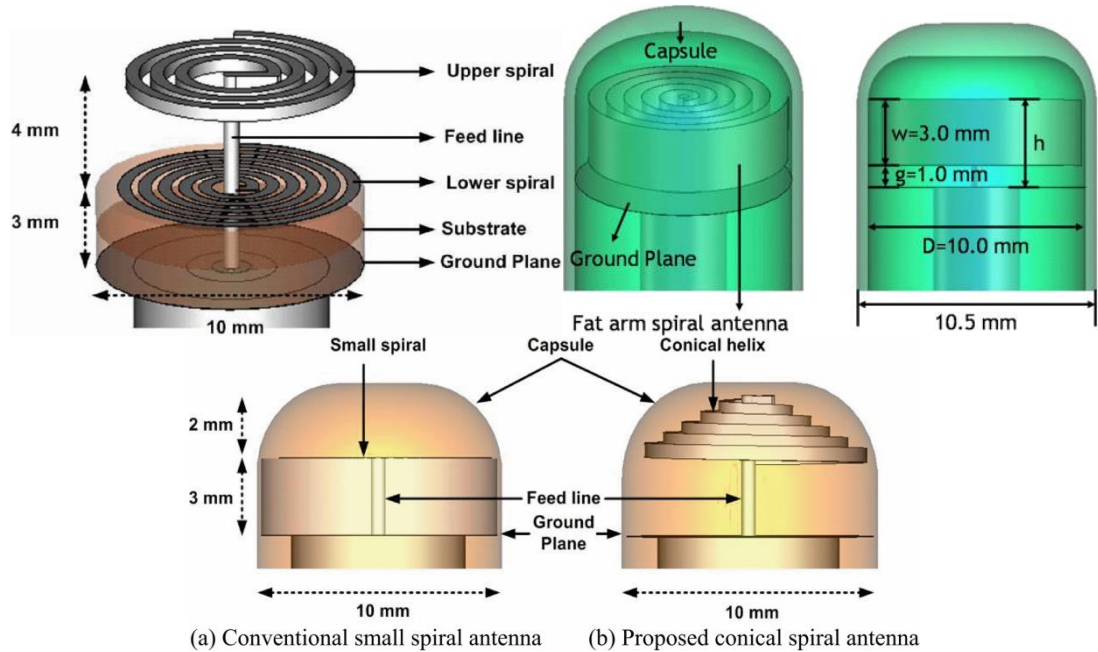 Upper spiral
4 mm
Feed line
Lower spiral
3 mm
Substrate
Ground Plane
10 mm
Capsule
Ground Plane
Fat arm spiral antenna
w=3.0 mm
h
g=1.0 mm
D=10.0 mm
10.5 mm
Small spiral
Capsule
Conical helix
2 mm
3 mm
Feed line
Ground
Plane
10 mm
10 mm
(a) Conventional small spiral antenna
(b) Proposed conical spiral antenna